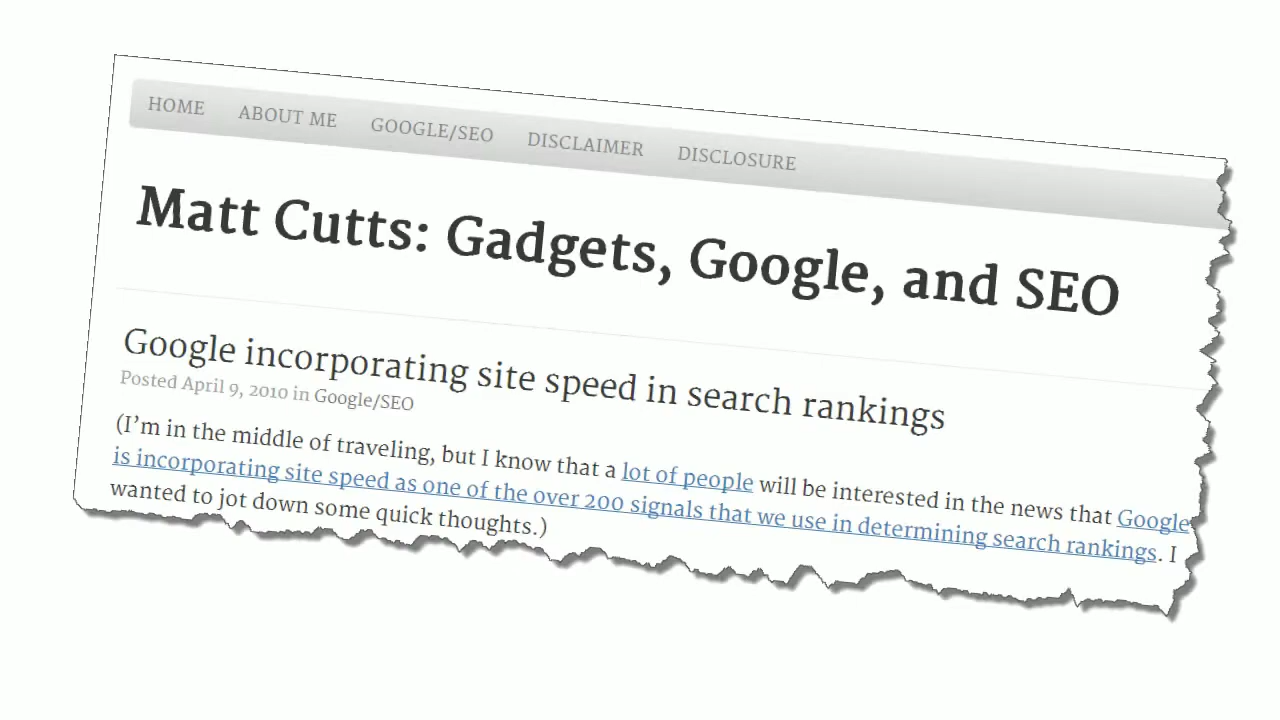 HOME ABOUT ME GOOGLE/SEO DISCLAIMER DISCLOSURE
Matt Cutts: Gadgets, Google, and SEO
Google incorporating site speed in search rankings
Posted April 9, 2010 in Google/SEO
(I’m in the middle of traveling, but I know that a lot of people will be interested in the news that Google
is incorporating site speed as one of the over 200 signals that we use in determining search rankings. I
wanted to jot down some quick thoughts.)